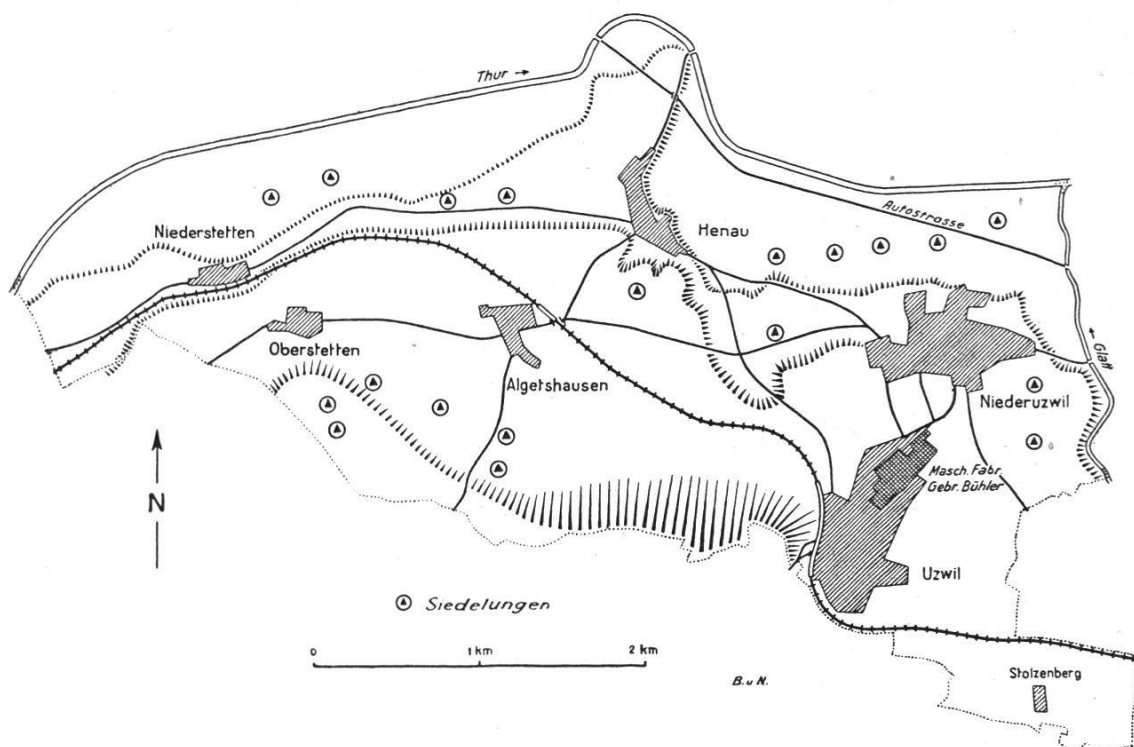 Thur →
Niederstetten
Henau
Autostrasse
Oberstetten
Algetshausen
Niederuzwil
Glatt
N
Masch. Fabr.
Gebr. Bühler
Uzwil
Siedelungen
0 1 km 2 km
B. u N.
Stolzenberg